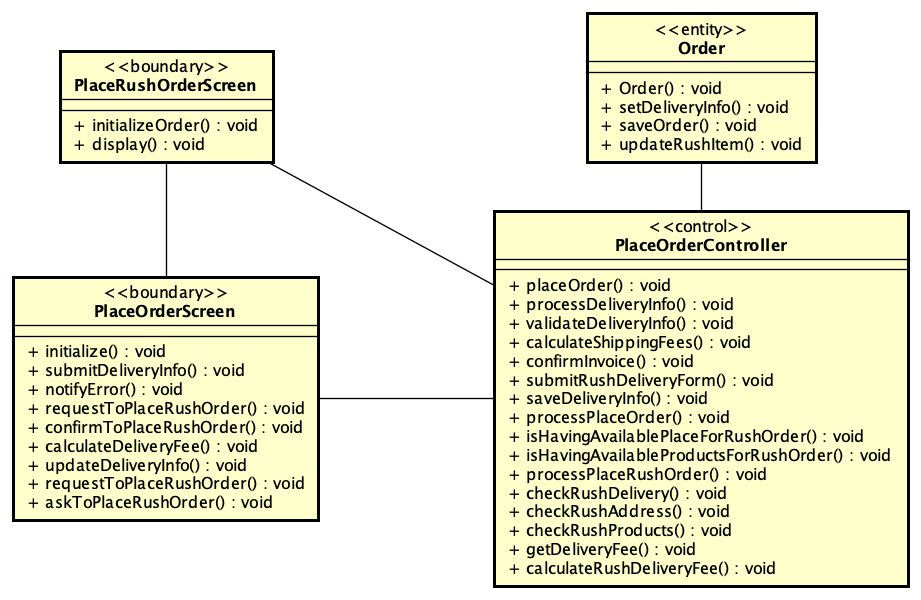 <<boundary>>
PlaceRushOrderScreen
+ initializeOrder() : void
+ display() : void
<<entity>>
Order
+ Order() : void
+ setDeliveryInfo() : void
+ saveOrder() : void
+ updateRushItem() : void
<<boundary>>
PlaceOrderScreen
+ initialize() : void
+ submitDeliveryInfo() : void
+ notifyError() : void
+ requestToPlaceRushOrder() : void
+ confirmToPlaceRushOrder() : void
+ calculateDeliveryFee() : void
+ updateDeliveryInfo() : void
+ requestToPlaceRushOrder() : void
+ askToPlaceRushOrder() : void
<<control>>
PlaceOrderController
+ placeOrder() : void
+ processDeliveryInfo() : void
+ validateDeliveryInfo() : void
+ calculateShippingFees() : void
+ confirmInvoice() : void
+ submitRushDeliveryForm() : void
+ saveDeliveryInfo() : void
+ processPlaceOrder() : void
+ isHavingAvailablePlaceForRushOrder() : void
+ isHavingAvailableProductsForRushOrder() : void
+ processPlaceRushOrder() : void
+ checkRushDelivery() : void
+ checkRushAddress() : void
+ checkRushProducts() : void
+ getDeliveryFee() : void
+ calculateRushDeliveryFee() : void